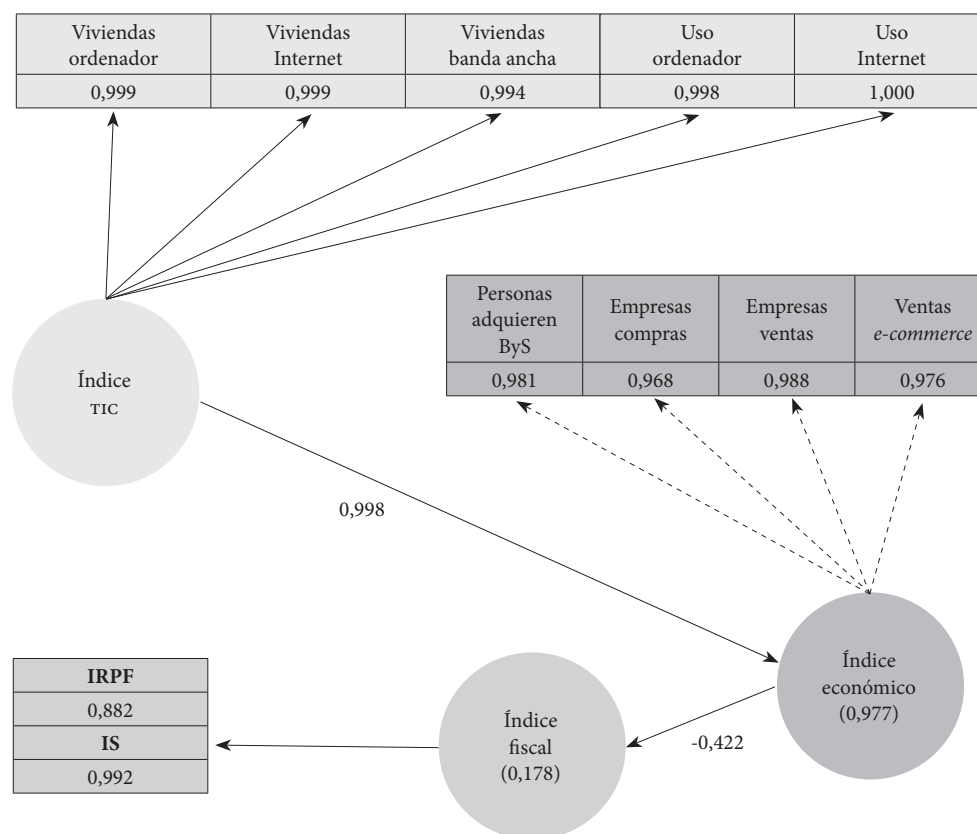 Viviendas
ordenador
Viviendas
Internet
Viviendas
banda ancha
Uso
ordenador
Uso
Internet
0,999
0,999
0,994
0,998
1,000
Personas
adquieren
ByS
Empresas
compras
Empresas
ventas
Ventas
e-commerce
0,981
0,968
0,988
0,976
Índice
TIC
0,998
Índice
económico
(0,977)
-0,422
Índice
fiscal
(0,178)
IRPF
0,882
IS
0,992